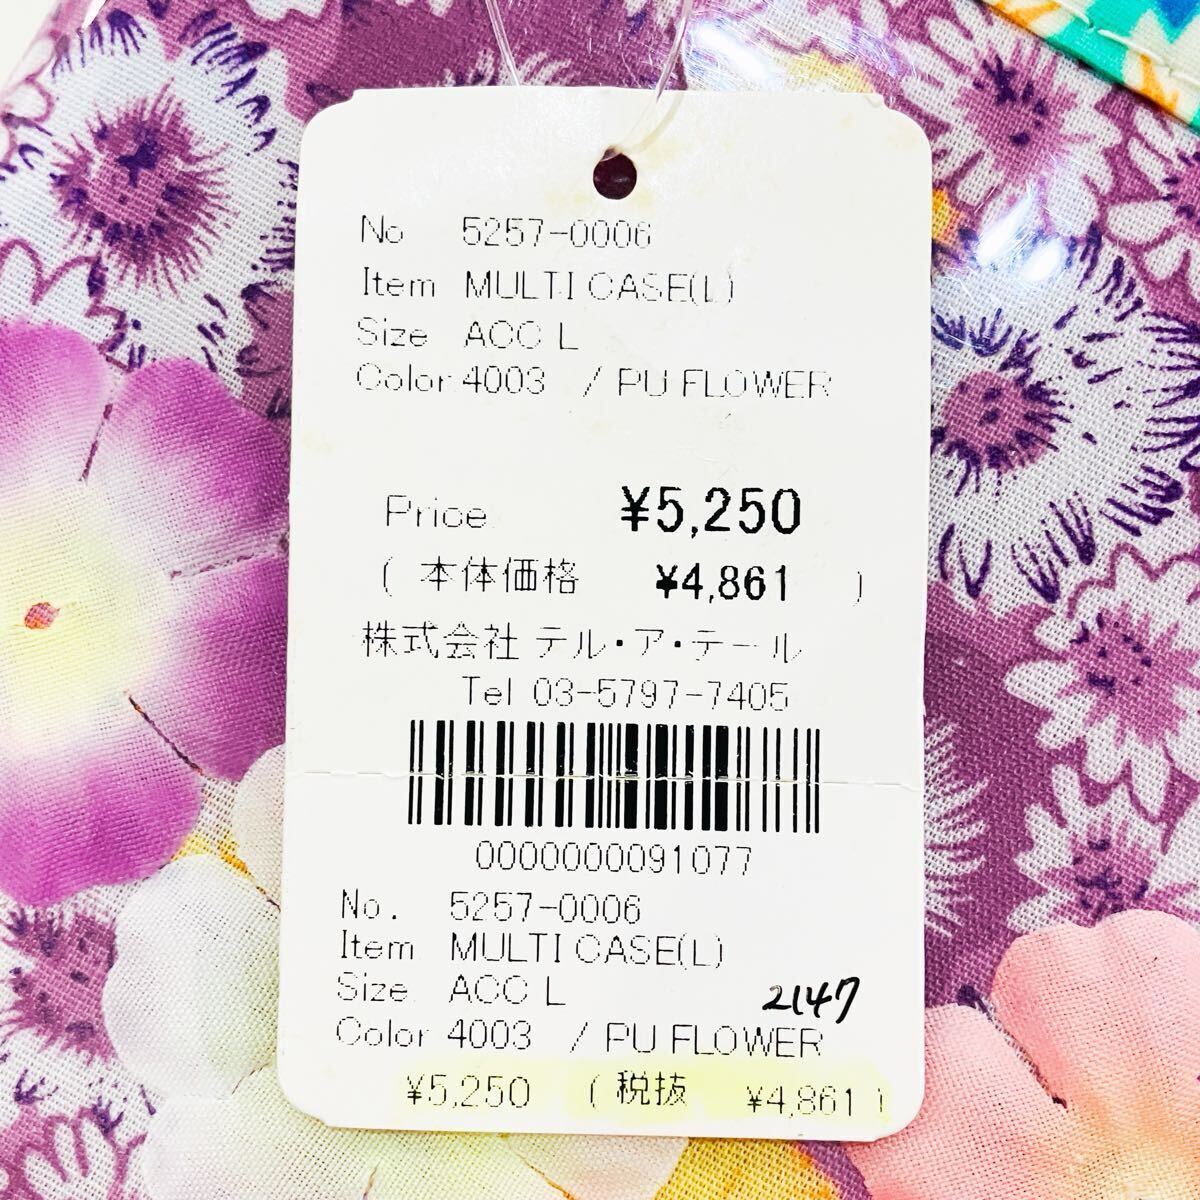 No 5257-0006
Item MULTI CASE(L)
Size ACC L
Color 4003 / PU FLOWER
Price ¥5,250
( 本体価格 ¥4,861 )
株式会社 テル・ア・テール
Tel 03-5797-7405
0000000091077
No. 5257-0006
Item MULTI CASE(L)
Size ACC L
2147
Color 4003 / PU FLOWER
¥5,250 ( 税抜 ¥4,861 )